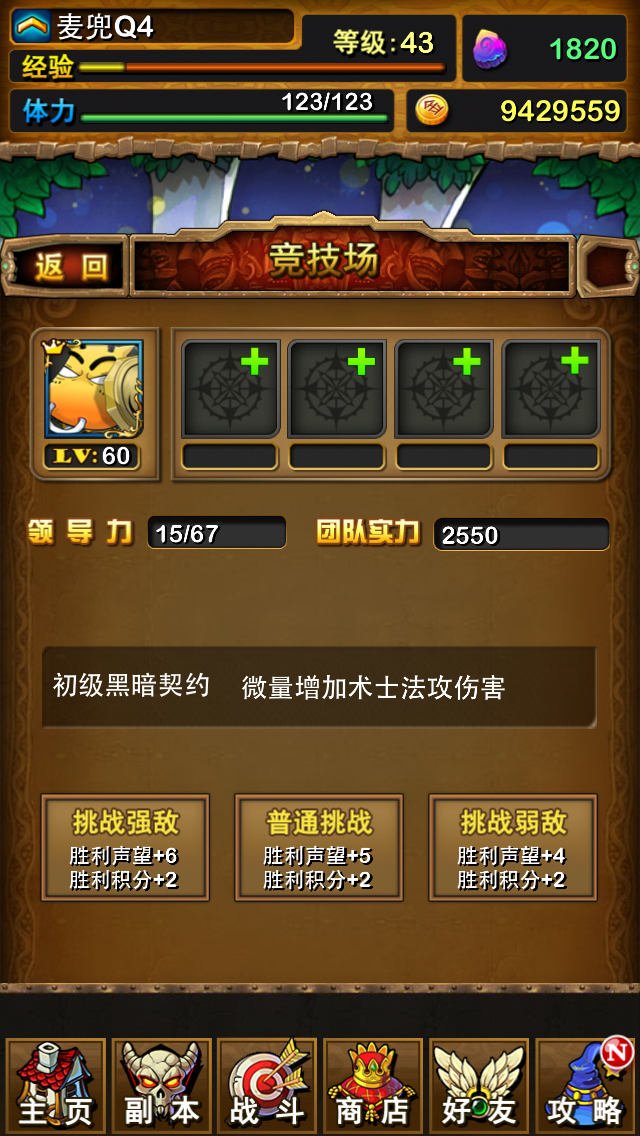 麦兜Q4
等级:43
1820
经验
体力
123/123
9429559
返回
竞技场
LV:60
领导力
15/67
团队实力
2550
初级黑暗契约 微量增加术士法攻伤害
挑战强敌
胜利声望+6
胜利积分+2
普通挑战
胜利声望+5
胜利积分+2
挑战弱敌
胜利声望+4
胜利积分+2
N
主页
副本
战斗
商店
好友
攻略